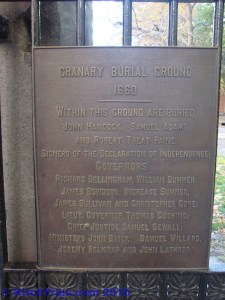 GRANARY BURIAL GROUND
1660
WITHIN THIS GROUND ARE BURIED
JOHN HANCOCK, SAMUEL ADAMS
AND ROBERT TREAT PAINE,
SIGNERS OF THE DECLARATION OF INDEPENDENCE;
GOVERNORS
RICHARD BELLINGHAM, WILLIAM DUMMER,
JAMES BOWDOIN, INCREASE SUMNER,
JAMES SULLIVAN AND CHRISTOPHER GORE;
LIEUT. GOVERNOR THOMAS CUSHING;
CHIEF JUSTICE SAMUEL SEWALL;
MINISTERS JOHN BAILY, SAMUEL WILLARD,
JEREMY BELKNAP AND JOHN LATHROP